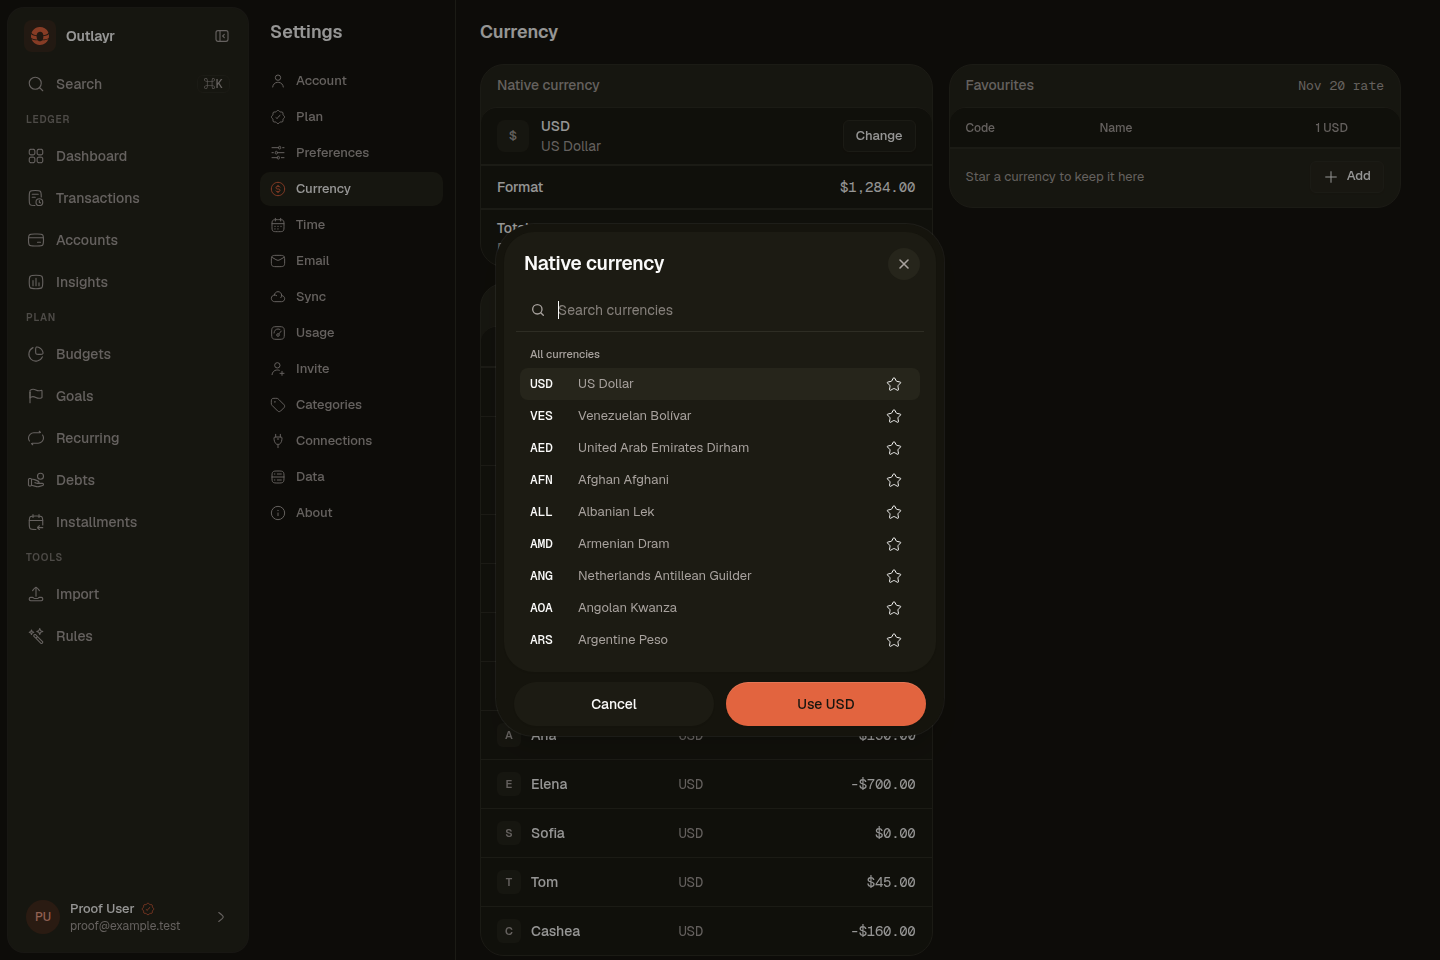 Outlayr
Search ⌘K
LEDGER
Dashboard
Transactions
Accounts
Insights
PLAN
Budgets
Goals
Recurring
Debts
Installments
TOOLS
Import
Rules
PU
Proof User
proof@example.test
Settings
Account
Plan
Preferences
Currency
Time
Email
Sync
Usage
Invite
Categories
Connections
Data
About
Currency
Native currency
$
USD
US Dollar
Change
Format $1,284.00
Favourites Nov 20 rate
Code Name 1 USD
Star a currency to keep it here
Add
Native currency
Search currencies
All currencies
USD US Dollar
VES Venezuelan Bolívar
AED United Arab Emirates Dirham
AFN Afghan Afghani
ALL Albanian Lek
AMD Armenian Dram
ANG Netherlands Antillean Guilder
AOA Angolan Kwanza
ARS Argentine Peso
Cancel Use USD
A USD
E Elena USD -$700.00
S Sofia USD $0.00
T Tom USD $45.00
C Cashea USD -$160.00